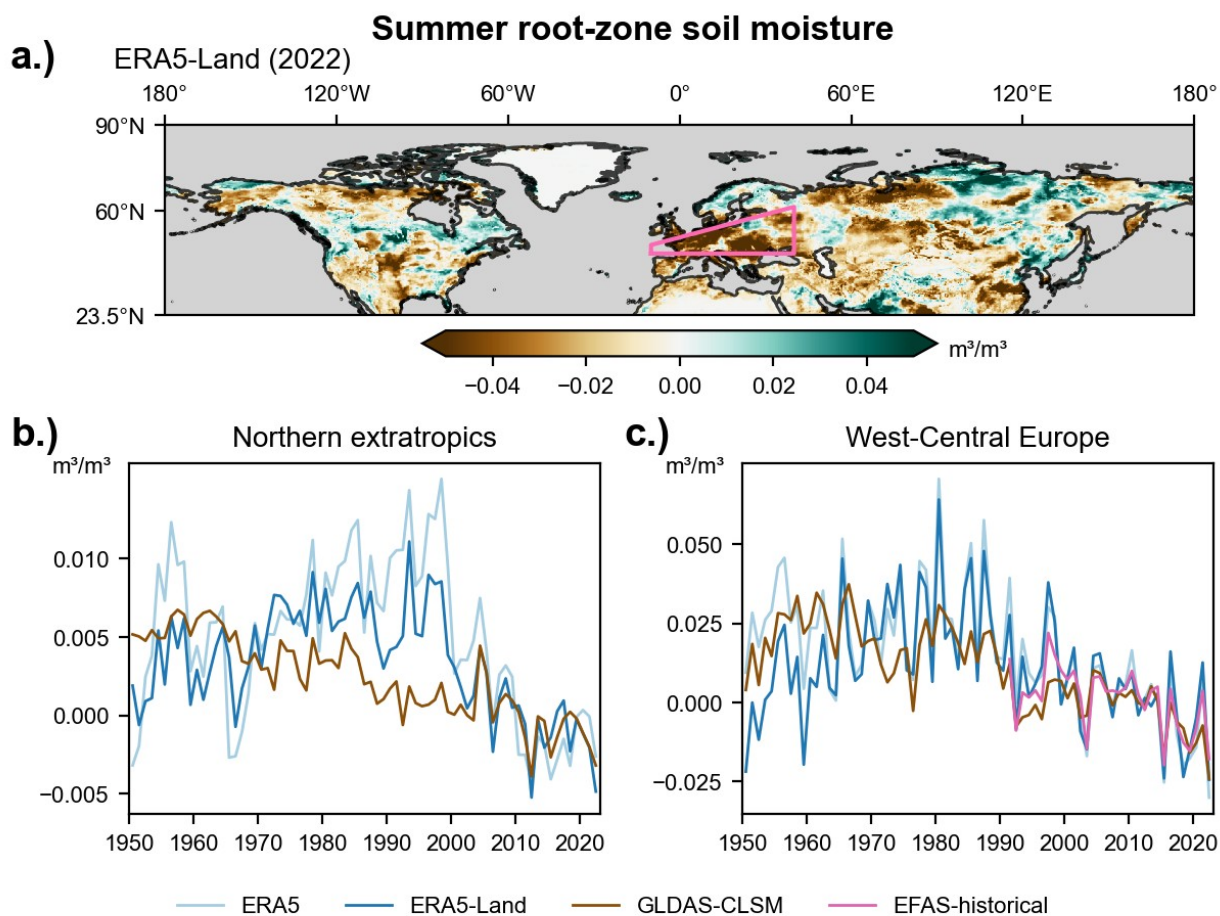 Summer root-zone soil moisture
a.)
ERA5-Land (2022)
180° 120°W 60°W 0° 60°E 120°E 180°
90°N
60°N
23.5°N
m³/m³
−0.04 −0.02 0.00 0.02 0.04
b.) Northern extratropics
m³/m³
0.010
0.005
0.000
−0.005
1950 1960 1970 1980 1990 2000 2010 2020
c.) West-Central Europe
m³/m³
0.050
0.025
0.000
−0.025
1950 1960 1970 1980 1990 2000 2010 2020
ERA5 ERA5-Land GLDAS-CLSM EFAS-historical